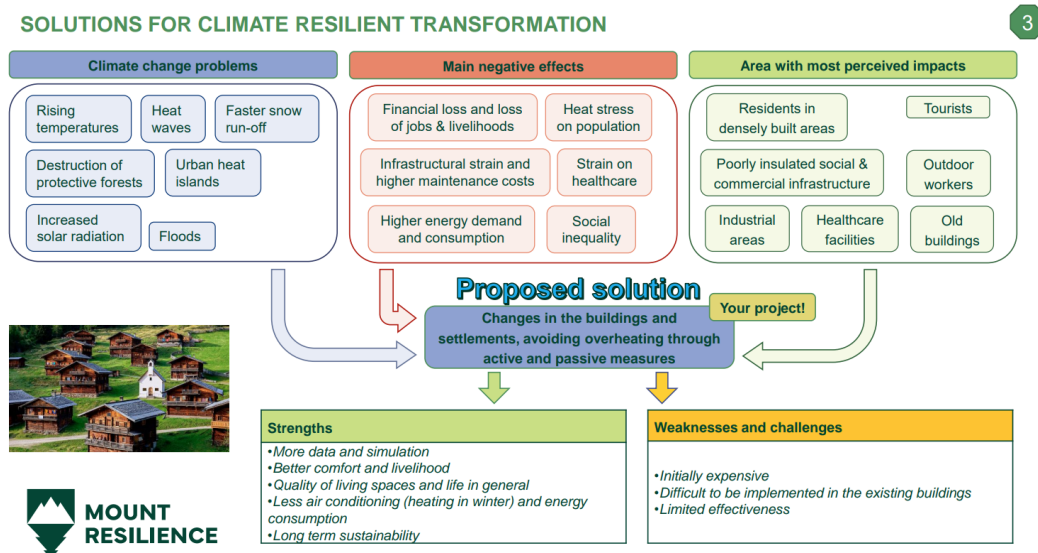 SOLUTIONS FOR CLIMATE RESILIENT TRANSFORMATION
3
Climate change problems
Rising
temperatures
Heat
waves
Faster snow
run-off
Destruction of
protective forests
Urban heat
islands
Increased
solar radiation
Floods
Main negative effects
Financial loss and loss
of jobs & livelihoods
Heat stress
on population
Infrastructural strain and
higher maintenance costs
Strain on
healthcare
Higher energy demand
and consumption
Social
inequality
Area with most perceived impacts
Residents in
densely built areas
Tourists
Poorly insulated social &
commercial infrastructure
Outdoor
workers
Industrial
areas
Healthcare
facilities
Old
buildings
Proposed solution
Your project!
Changes in the buildings and
settlements, avoiding overheating through
active and passive measures
Strengths
•More data and simulation
•Better comfort and livelihood
•Quality of living spaces and life in general
•Less air conditioning (heating in winter) and energy
consumption
•Long term sustainability
Weaknesses and challenges
•Initially expensive
•Difficult to be implemented in the existing buildings
•Limited effectiveness
MOUNT
RESILIENCE